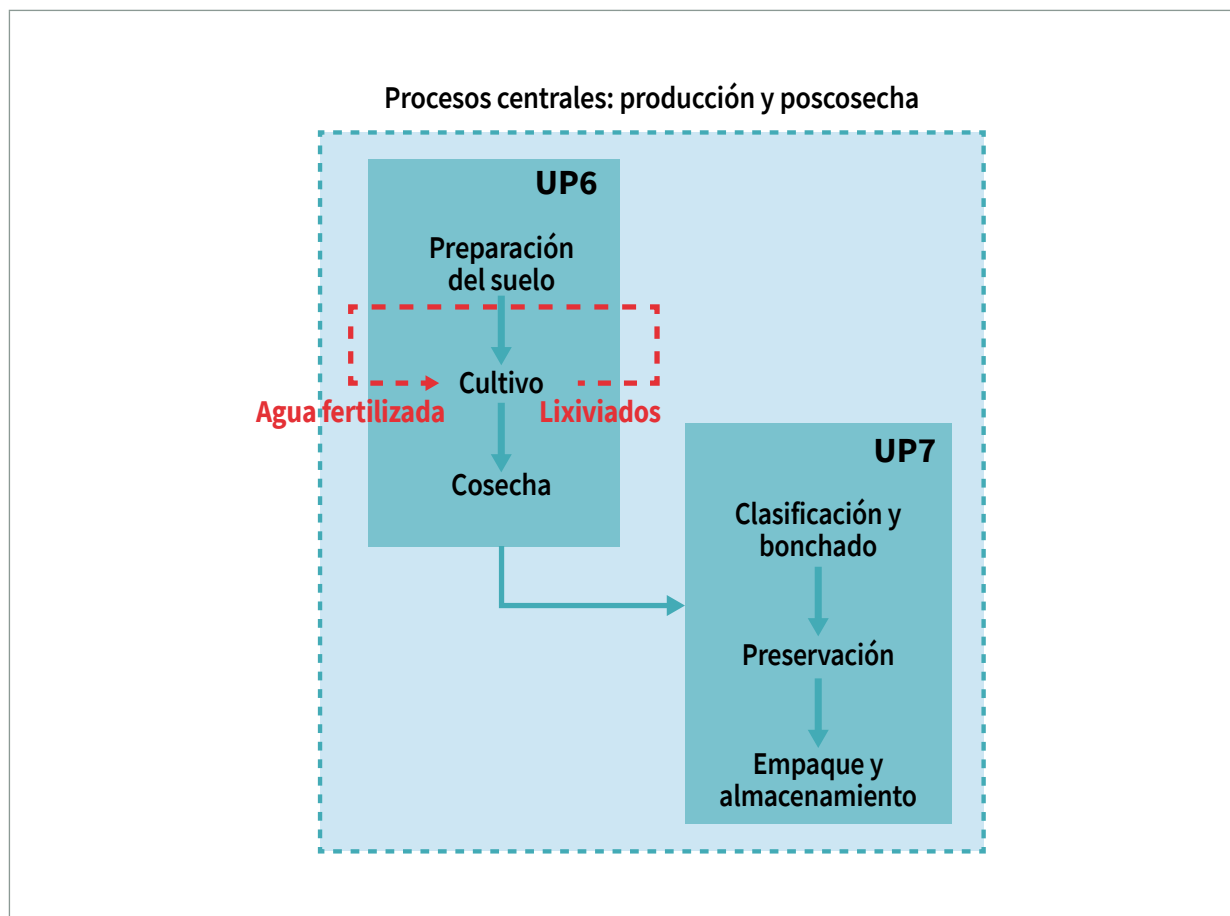 Procesos centrales: producción y poscosecha
UP6
Preparación
del suelo
Cultivo
Agua fertilizada
Lixiviados
Cosecha
UP7
Clasificación y
bonchado
Preservación
Empaque y
almacenamiento